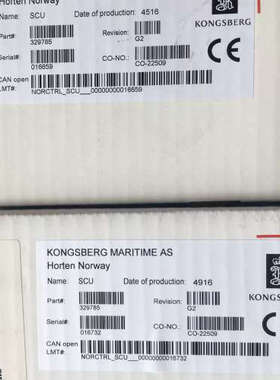 Horten Norway
Name: SCU Date of production: 4516
KONGSBERG
Part#: 329785 Revision: G2
Serial#: 016659 CO-NO.: CO-22509
CAN open
LMT#: NORCTRL_SCU___00000000016659
KONGSBERG MARITIME AS
Horten Norway
Name: SCU Date of production: 4916
KONGSB
Part#: 329785 Revision: G2
Serial#: 016732 CO-NO.: CO-22509
CAN open
LMT#: NORCTRL_SCU___00000000016732